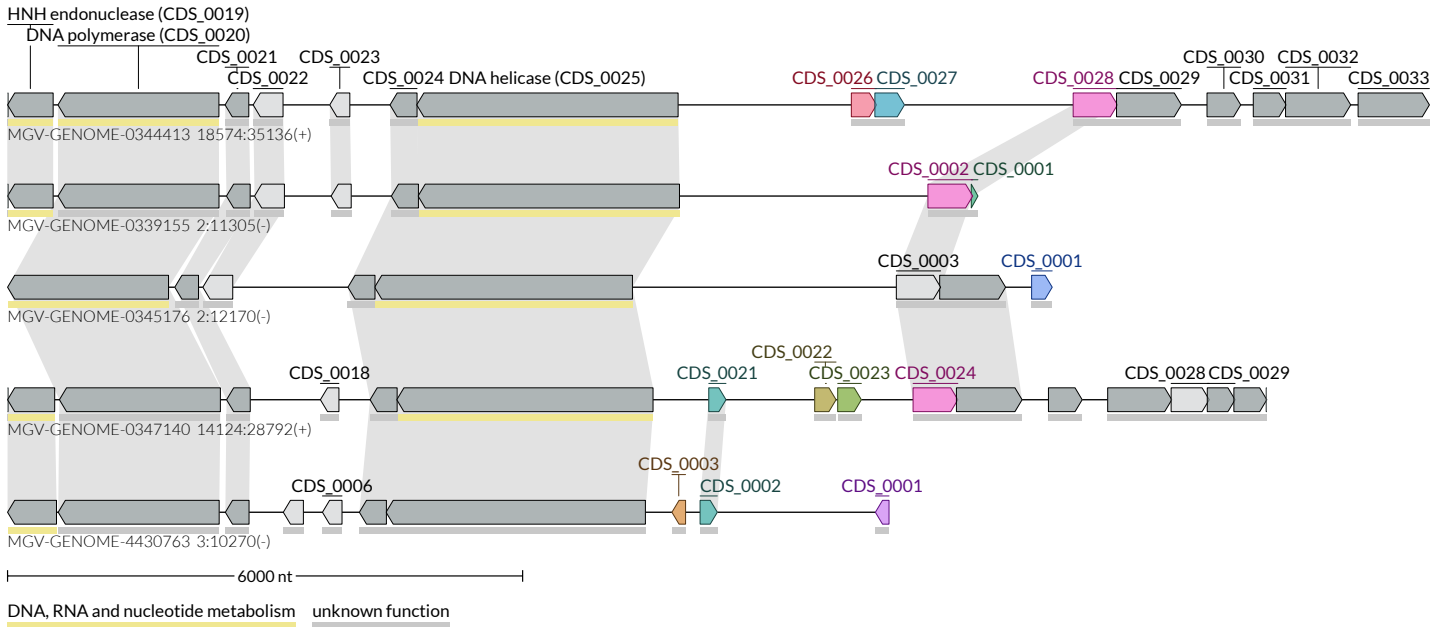 HNH endonuclease (CDS_0019)
DNA polymerase (CDS_0020)
CDS_0021 CDS_0023 CDS_0030 CDS_0032
CDS_0022 CDS_0024 DNA helicase (CDS_0025) CDS_0026 CDS_0027 CDS_0028 CDS_0029 CDS_0031 CDS_0033
MGV-GENOME-0344413 18574:35136(+)
CDS_0002 CDS_0001
MGV-GENOME-0339155 2:11305(-)
CDS_0003 CDS_0001
MGV-GENOME-0345176 2:12170(-)
CDS_0022
CDS_0018 CDS_0021 CDS_0023 CDS_0024 CDS_0028 CDS_0029
MGV-GENOME-0347140 14124:28792(+)
CDS_0003
CDS_0006 CDS_0002 CDS_0001
MGV-GENOME-4430763 3:10270(-)
6000 nt
DNA, RNA and nucleotide metabolism unknown function